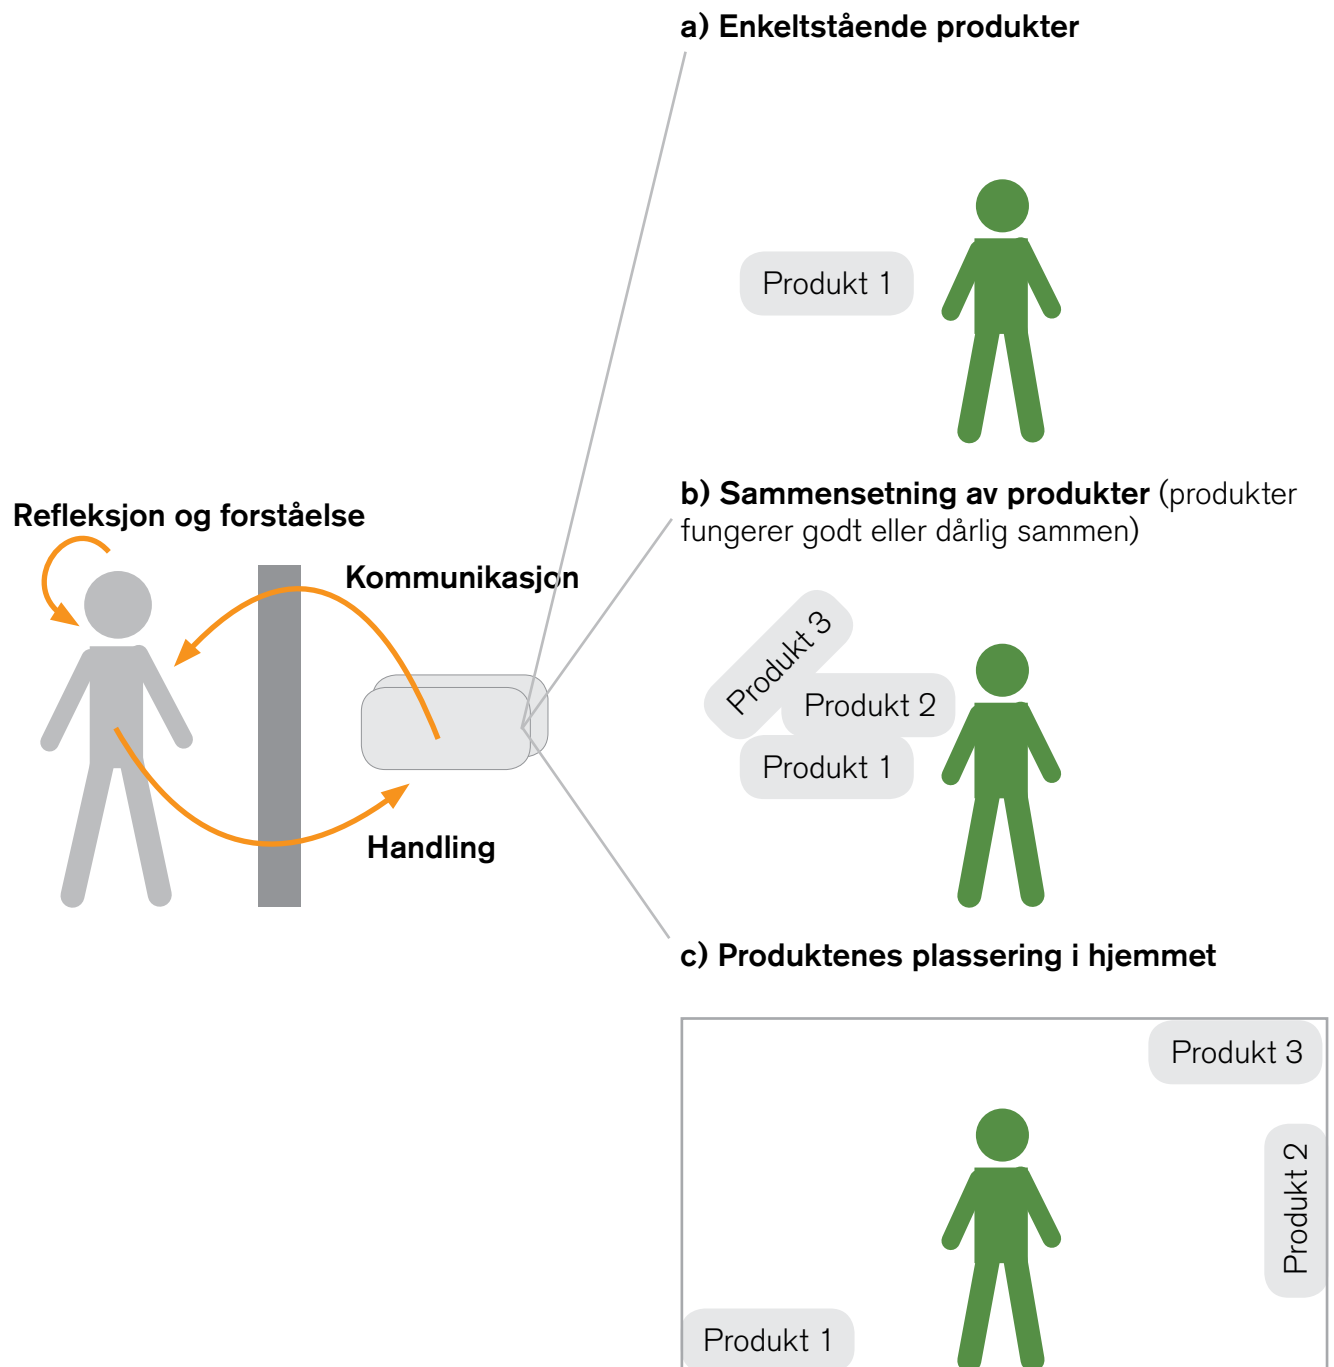 a) Enkeltstående produkter
Produkt 1
b) Sammensetning av produkter (produkter
fungerer godt eller dårlig sammen)
Refleksjon og forståelse
Kommunikasjon
Handling
Produkt 3
Produkt 2
Produkt 1
c) Produktenes plassering i hjemmet
Produkt 3
Produkt 2
Produkt 1